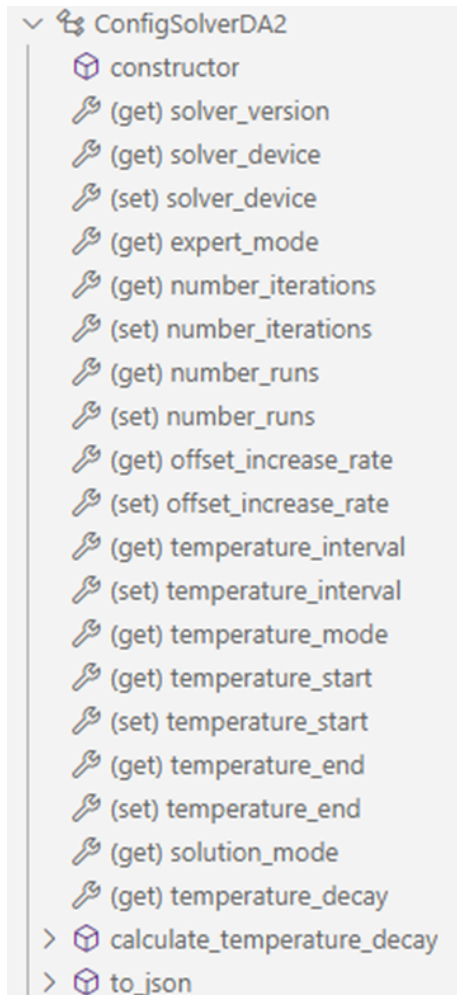 ConfigSolverDA2
constructor
(get) solver_version
(get) solver_device
(set) solver_device
(get) expert_mode
(get) number_iterations
(set) number_iterations
(get) number_runs
(set) number_runs
(get) offset_increase_rate
(set) offset_increase_rate
(get) temperature_interval
(set) temperature_interval
(get) temperature_mode
(get) temperature_start
(set) temperature_start
(get) temperature_end
(set) temperature_end
(get) solution_mode
(get) temperature_decay
calculate_temperature_decay
to_json